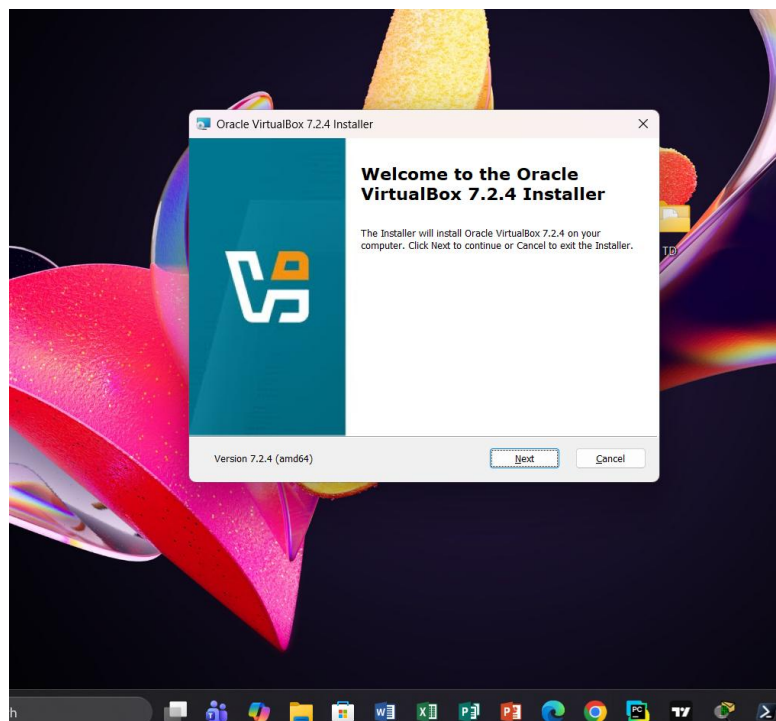 Oracle VirtualBox 7.2.4 Installer
Welcome to the Oracle
VirtualBox 7.2.4 Installer
The Installer will install Oracle VirtualBox 7.2.4 on your
computer. Click Next to continue or Cancel to exit the Installer.
TD
Version 7.2.4 (amd64)
Next
Cancel
h